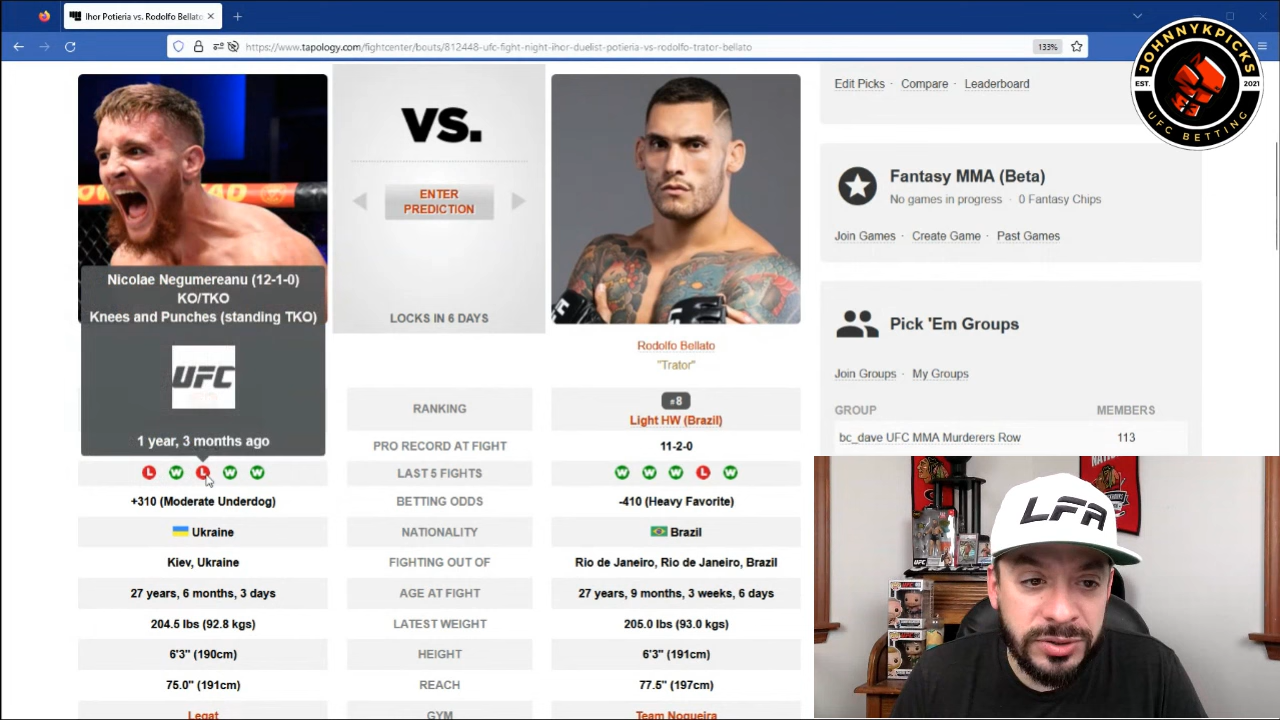 Ihor Potieria vs. Rodolfo Bellato
https://www.tapology.com/fightcenter/bouts/812448-ufc-fight-night-ihor-duelist-potieria-vs-rodolfo-trator-bellato
133%
JOHNNYKPICKS
EST. 2021
UFC BETTING
VS.
ENTER
PREDICTION
LOCKS IN 6 DAYS
Nicolae Negumereanu (12-1-0)
KO/TKO
Knees and Punches (standing TKO)
UFC
1 year, 3 months ago
Rodolfo Bellato
"Trator"
RANKING
#8
Light HW (Brazil)
PRO RECORD AT FIGHT
11-2-0
L W L W W
LAST 5 FIGHTS
W W W L W
+310 (Moderate Underdog)
BETTING ODDS
-410 (Heavy Favorite)
Ukraine
NATIONALITY
Brazil
Kiev, Ukraine
FIGHTING OUT OF
Rio de Janeiro, Rio de Janeiro, Brazil
27 years, 6 months, 3 days
AGE AT FIGHT
27 years, 9 months, 3 weeks, 6 days
204.5 lbs (92.8 kgs)
LATEST WEIGHT
205.0 lbs (93.0 kgs)
6'3" (190cm)
HEIGHT
6'3" (191cm)
75.0" (191cm)
REACH
77.5" (197cm)
Legat
GYM
Team Nogueira
Edit Picks · Compare · Leaderboard
Fantasy MMA (Beta)
No games in progress · 0 Fantasy Chips
Join Games · Create Game · Past Games
Pick 'Em Groups
Join Groups · My Groups
GROUP
MEMBERS
bc_dave UFC MMA Murderers Row
113
LFA